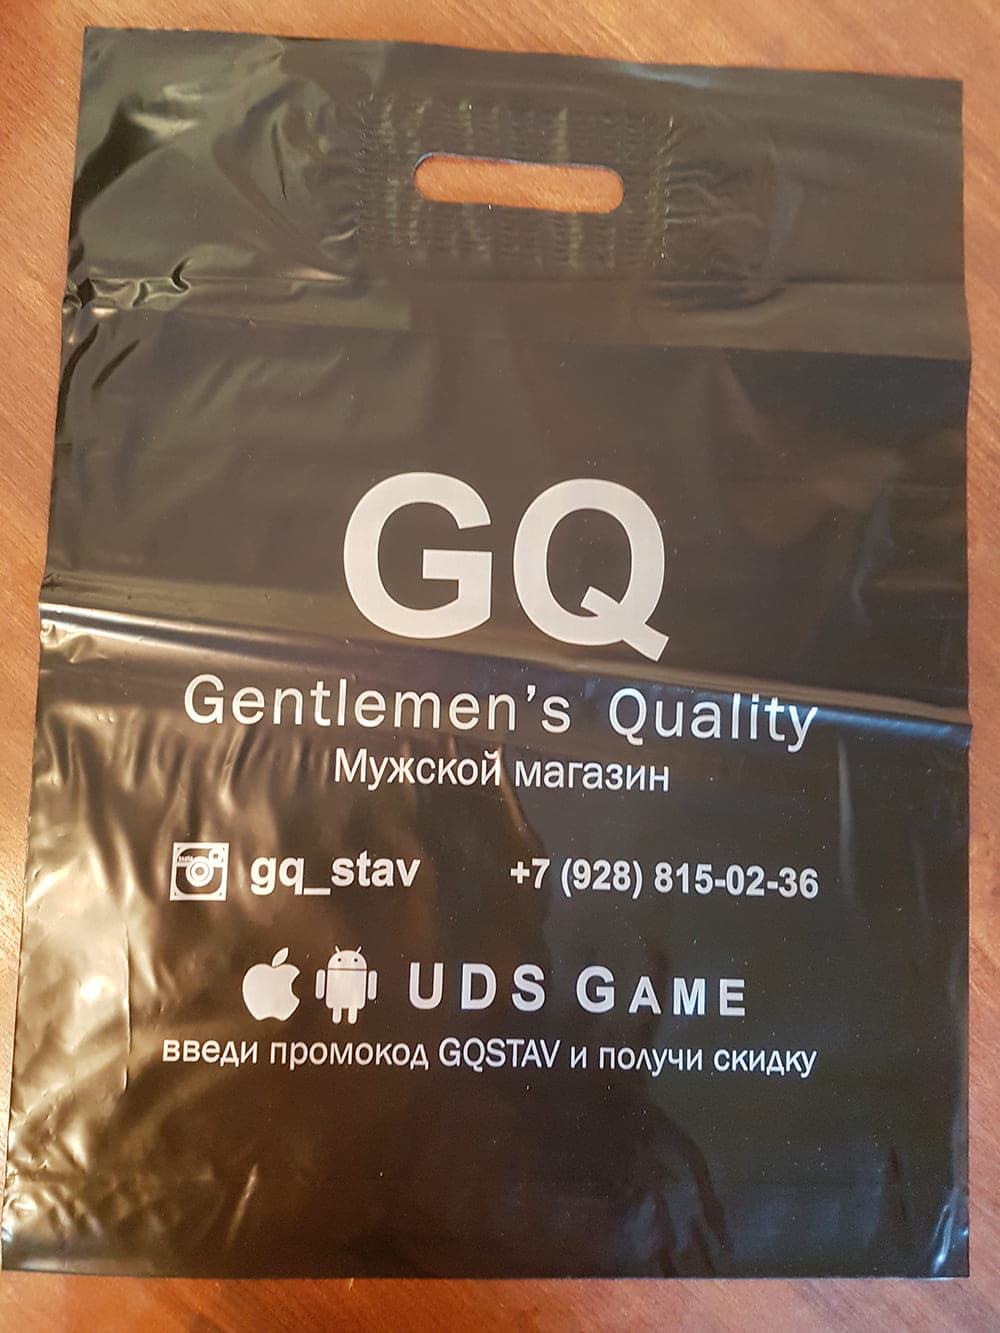 GQ
Gentlemen's Quality
Мужской магазин
gq_stav +7 (928) 815-02-36
UDS GAME
введи промокод GQSTAV и получи скидку